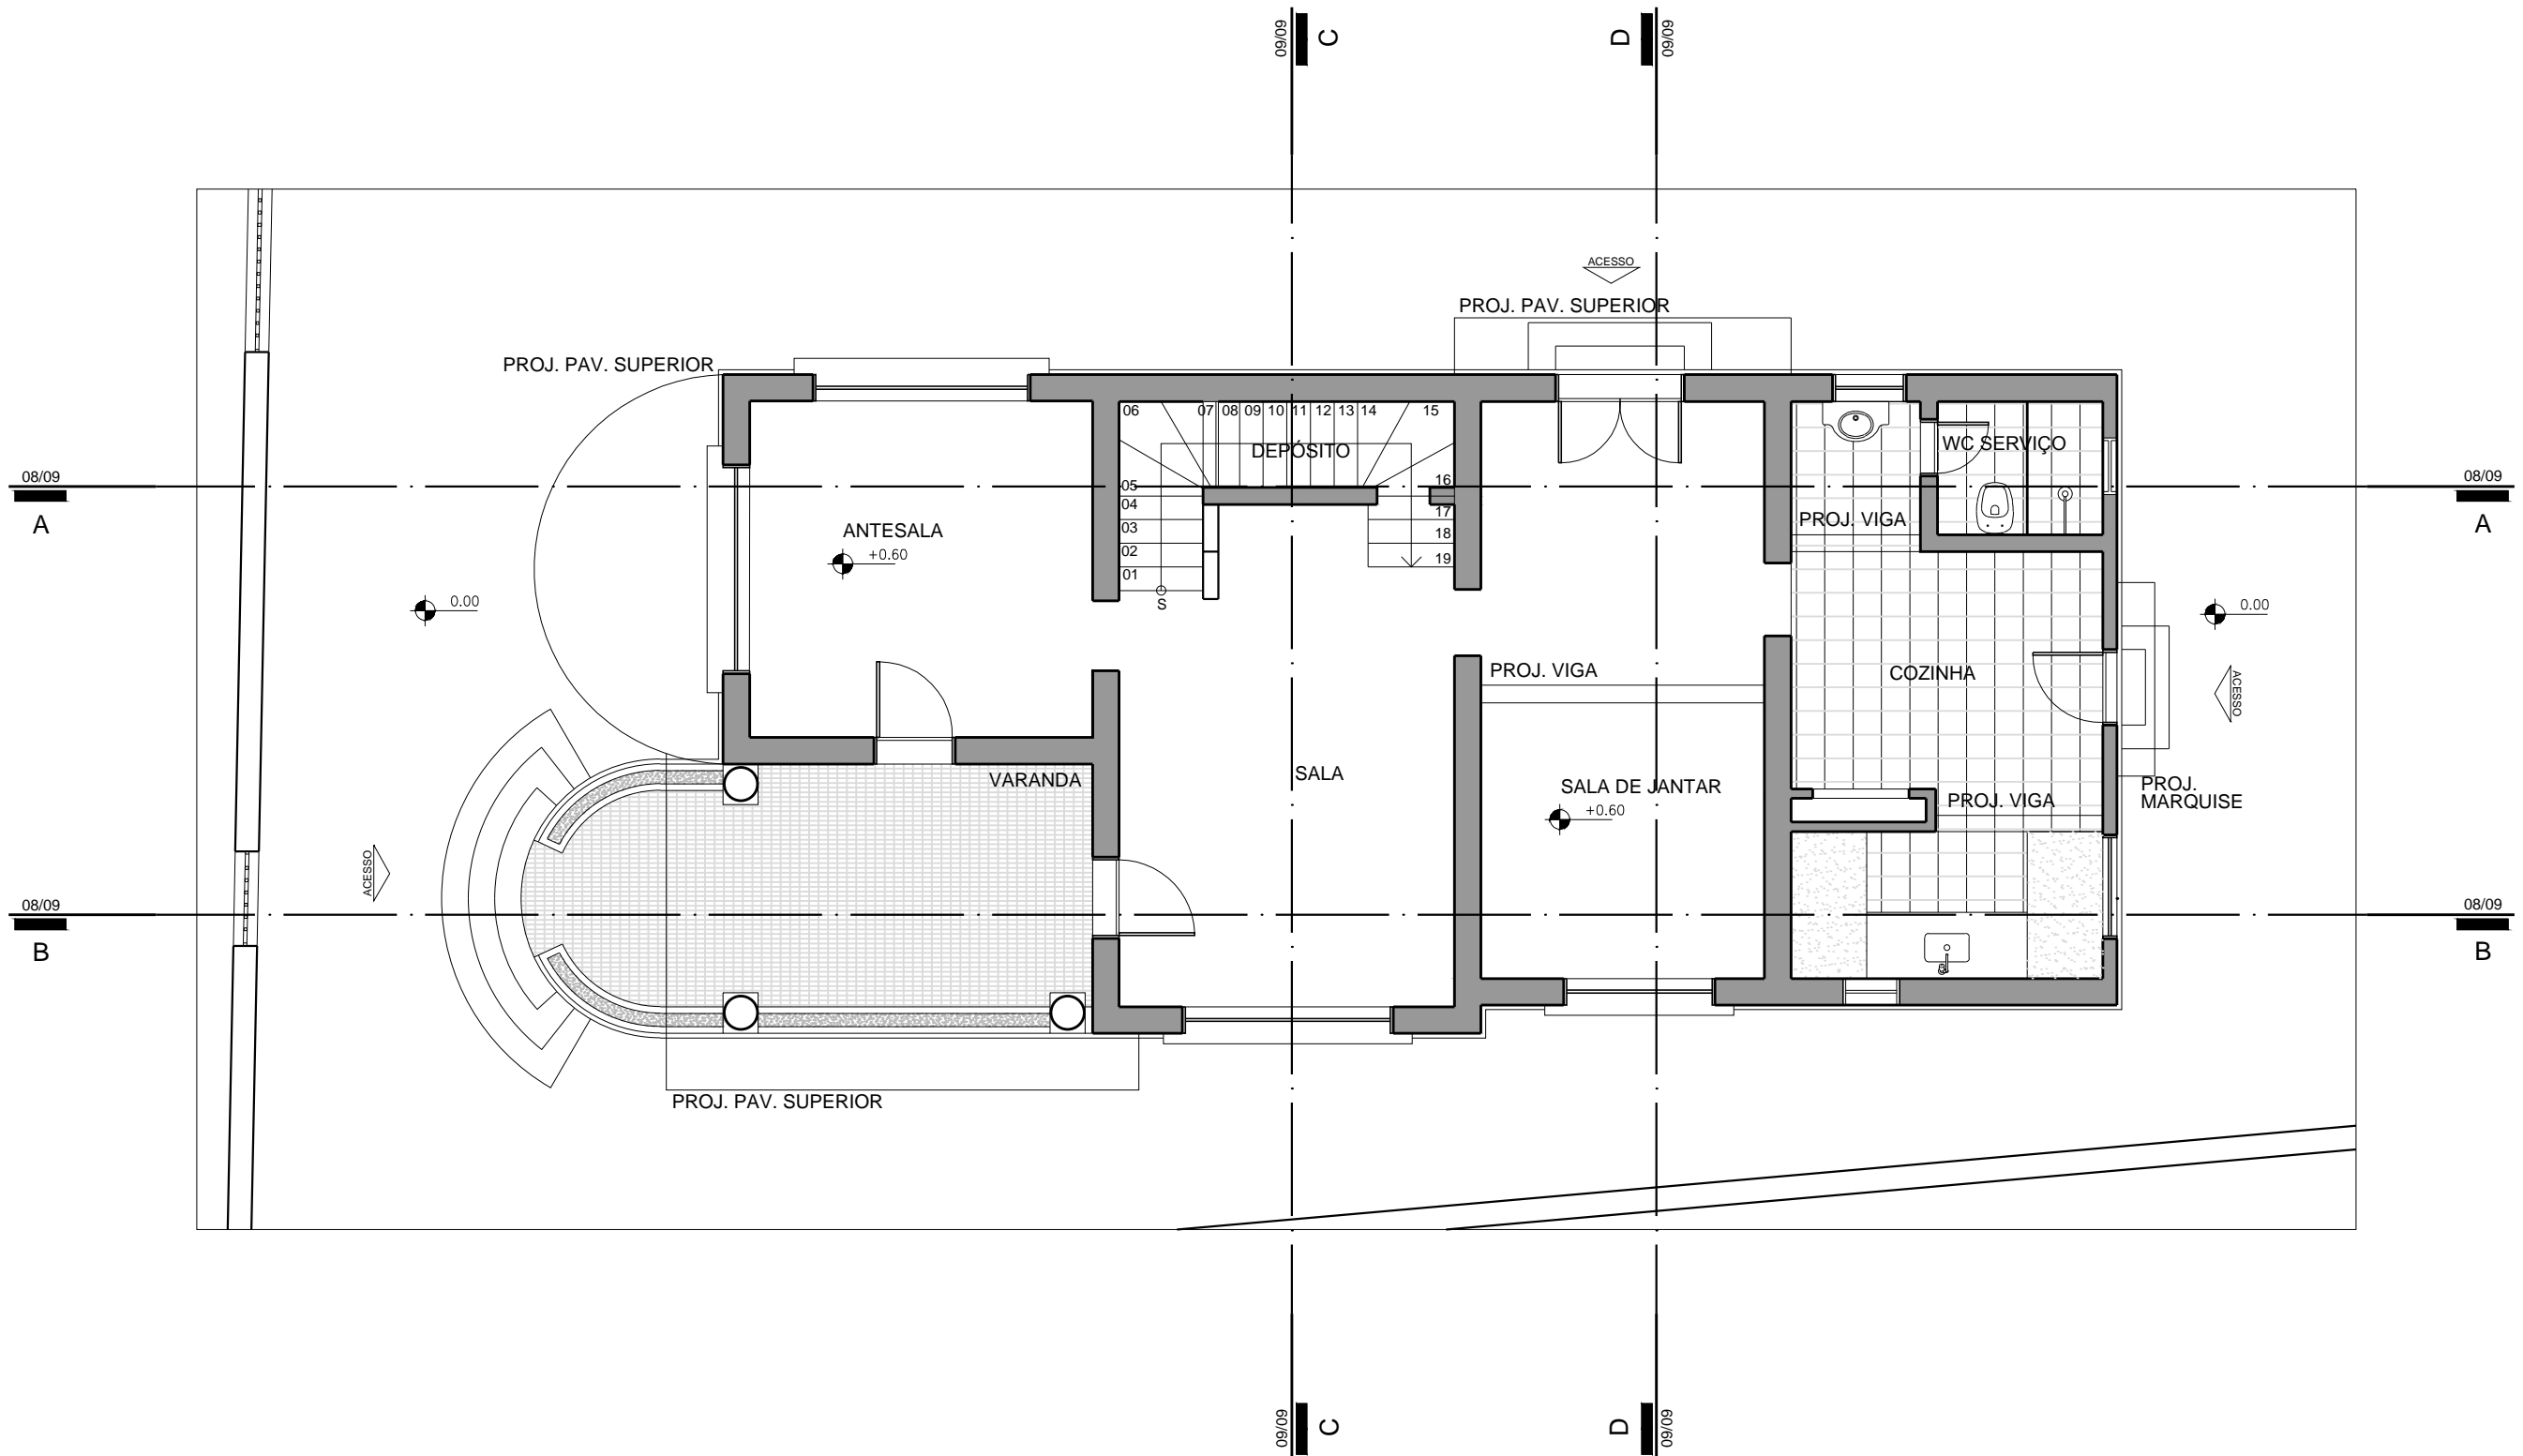 09/09
C
D
09/09
ACESSO
PROJ. PAV. SUPERIOR
PROJ. PAV. SUPERIOR
06
07
08
09
10
11
12
13
14
15
DEPÓSITO
WC SERVIÇO
08/09
A
05
04
03
02
01
S
16
17
18
19
08/09
A
ANTESALA
+0.60
PROJ. VIGA
0.00
0.00
PROJ. VIGA
COZINHA
ACESSO
VARANDA
SALA
SALA DE JANTAR
+0.60
PROJ. VIGA
PROJ.
MARQUISE
ACESSO
08/09
B
08/09
B
PROJ. PAV. SUPERIOR
09/09
C
D
09/09